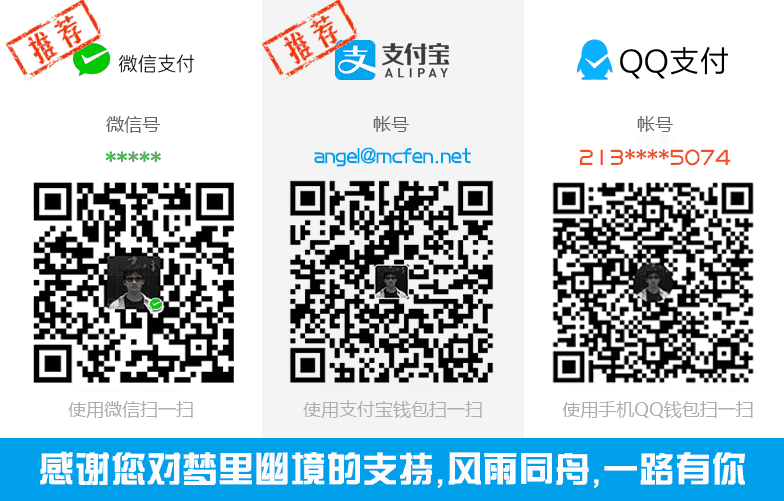 推荐
微信支付
微信号
*****
使用微信扫一扫
推荐
支付宝
ALIPAY
帐号
angel@mcfen.net
使用支付宝钱包扫一扫
QQ支付
帐号
213****5074
使用手机QQ钱包扫一扫
感谢您对梦里幽境的支持,风雨同舟,一路有你